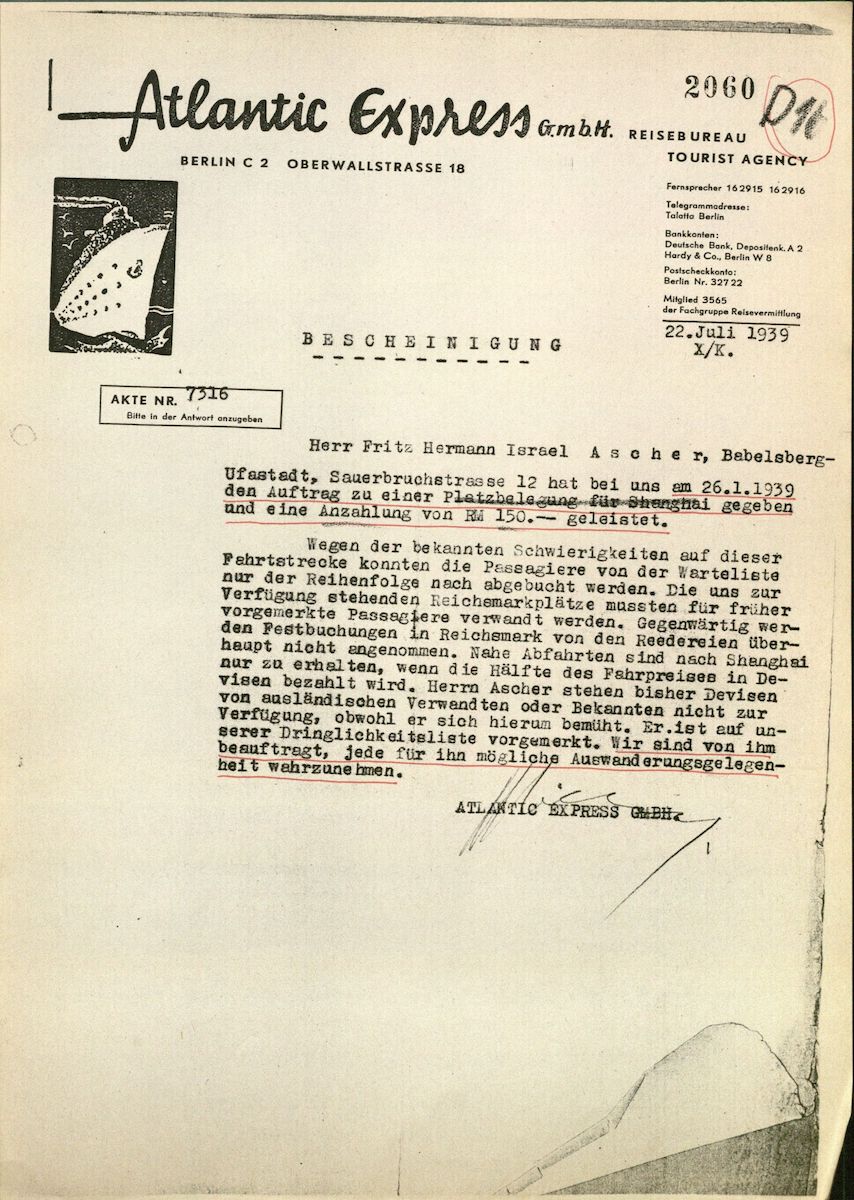 2060
Atlantic Express G.m.b.H. REISEBUREAU
TOURIST AGENCY
BERLIN C 2 OBERWALLSTRASSE 18
Fernsprecher 162915 162916
Telegrammadresse:
Talatta Berlin
Bankkonten:
Deutsche Bank, Depositenk. A 2
Hardy & Co., Berlin W 8
Postscheckkonto:
Berlin Nr. 327 22
Mitglied 3565
der Fachgruppe Reisevermittlung
22.Juli 1939
X/K.
BESCHEINIGUNG
AKTE NR. 7316
Bitte in der Antwort anzugeben
Herr Fritz Hermann Israel A s c h e r, Babelsberg-
Ufastadt, Sauerbruchstrasse 12 hat bei uns am 26.1.1939
den Auftrag zu einer Platzbelegung für Shanghai gegeben
und eine Anzahlung von RM 150.-- geleistet.
Wegen der bekannten Schwierigkeiten auf dieser
Fahrtstrecke konnten die Passagiere von der Warteliste
nur der Reihenfolge nach abgebucht werden. Die uns zur
Verfügung stehenden Reichsmarkplätze mussten für früher
vorgemerkte Passagiere verwandt werden. Gegenwärtig wer-
den Festbuchungen in Reichsmark von den Reedereien über-
haupt nicht angenommen. Nahe Abfahrten sind nach Shanghai
nur zu erhalten, wenn die Hälfte des Fahrpreises in De-
visen bezahlt wird. Herrn Ascher stehen bisher Devisen
von ausländischen Verwandten oder Bekannten nicht zur
Verfügung, obwohl er sich hierum bemüht. Er.ist auf un-
serer Dringlichkeitsliste vorgemerkt. Wir sind von ihm
beauftragt, jede für ihn mögliche Auswanderungsgelegen-
heit wahrzunehmen.
ATLANTIC EXPRESS GMBH.